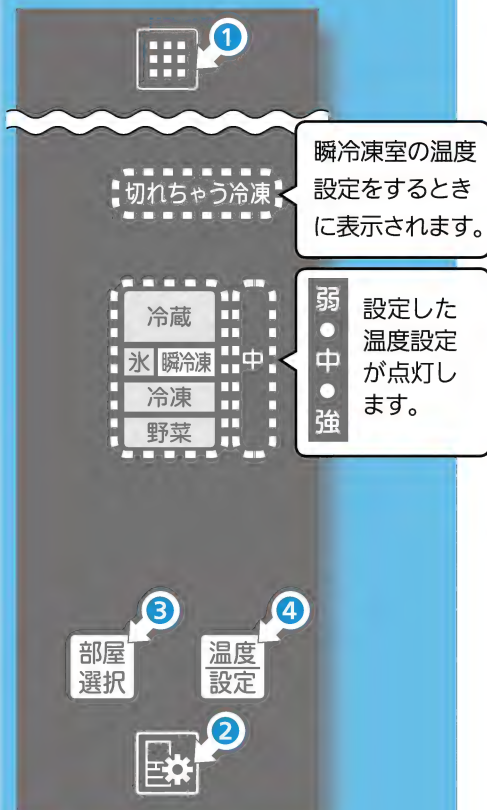 1
切れちゃう冷凍
瞬冷凍室の温度
設定をするとき
に表示されます。
冷蔵
氷 瞬冷凍
冷凍
野菜
中
弱
中
強
設定した
温度設定
が点灯し
ます。
3
部屋
選択
4
温度
設定
2